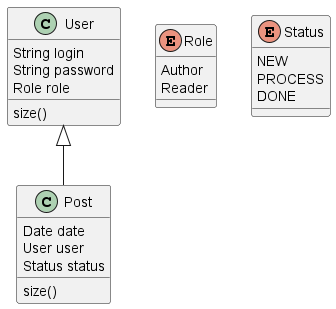 C User
String login
String password
Role role
size()
E Role
Author
Reader
E Status
NEW
PROCESS
DONE
C Post
Date date
User user
Status status
size()